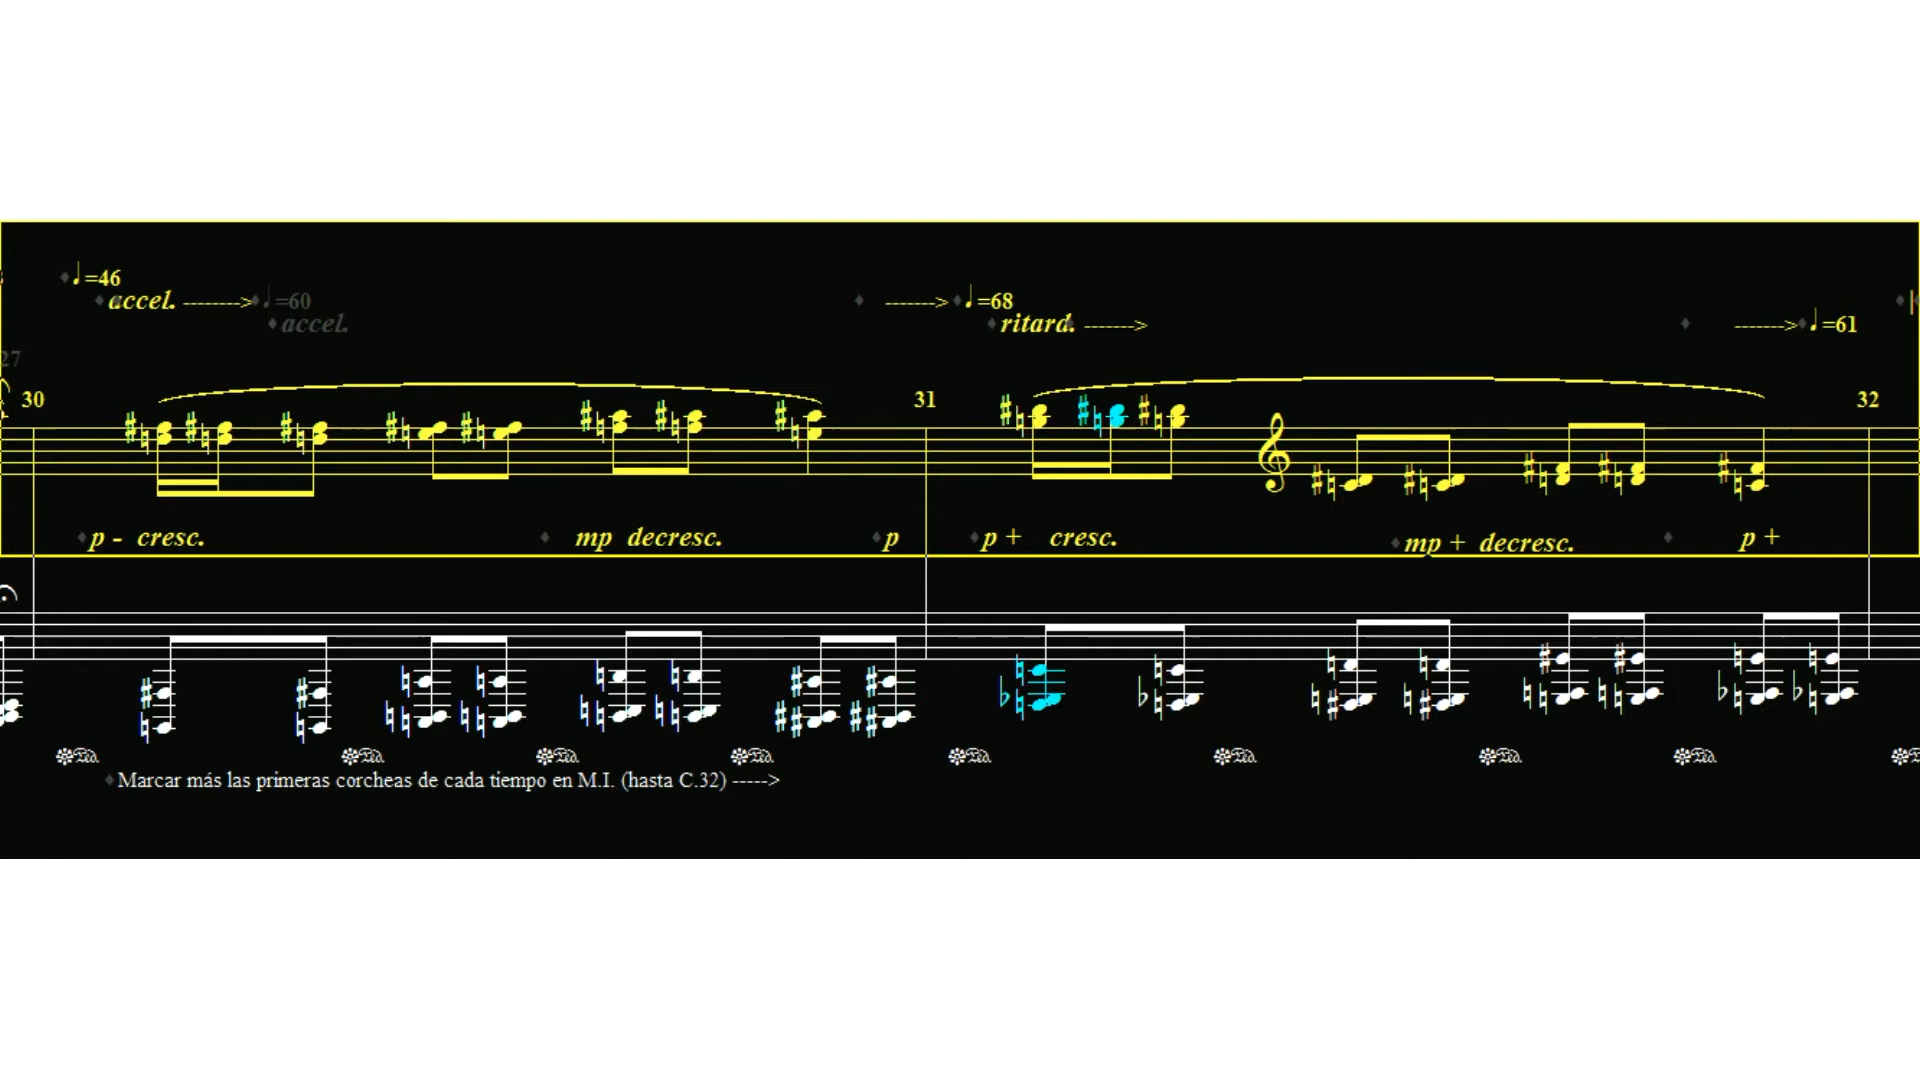 ♩=46
accel. --------> ♩=60 -------> ♩=68
accel. ritard. -------> -------> ♩=61
27
30 31 32
p - cresc. mp decresc. p p + cresc. mp + decresc. p +
Marcar más las primeras corcheas de cada tiempo en M.I. (hasta C.32) ----->